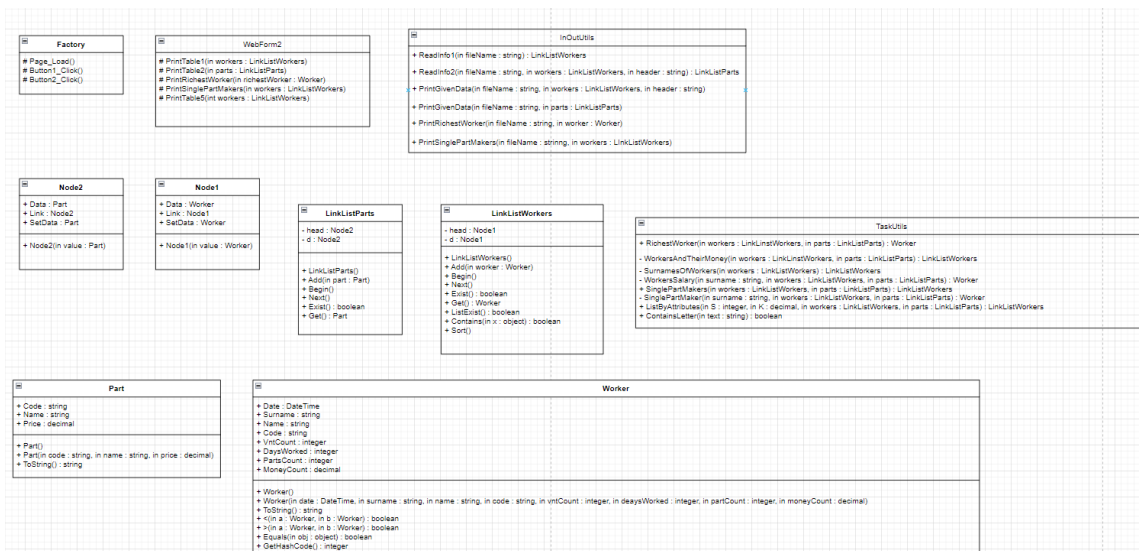 Factory
# Page_Load()
# Button1_Click()
# Button2_Click()
WebForm2
# PrintTable1(in workers : LinkListWorkers)
# PrintTable2(in parts : LinkListParts)
# PrintRichestWorker(in richestWorker : Worker)
# PrintSinglePartMakers(in workers : LinkListWorkers)
# PrintTable5(int workers : LinkListWorkers)
InOutUtils
+ ReadInfo1(in fileName : string) : LinkListWorkers
+ ReadInfo2(in fileName : string, in workers : LinkListWorkers, in header : string) : LinkListParts
+ PrintGivenData(in fileName : string, in workers : LinkListWorkers, in header : string)
+ PrintGivenData(in fileName : string, in parts : LinkListParts)
+ PrintRichestWorker(in fileName : string, in worker : Worker)
+ PrintSinglePartMakers(in fileName : strinng, in workers : LInkListWorkers)
Node2
+ Data : Part
+ Link : Node2
+ SetData : Part
+ Node2(in value : Part)
Node1
+ Data : Worker
+ Link : Node1
+ SetData : Worker
+ Node1(in value : Worker)
LinkListParts
- head : Node2
- d : Node2
+ LinkListParts()
+ Add(in part : Part)
+ Begin()
+ Next()
+ Exist() : boolean
+ Get() : Part
LinkListWorkers
- head : Node1
- d : Node1
+ LinkListWorkers()
+ Add(in worker : Worker)
+ Begin()
+ Next()
+ Exist() : boolean
+ Get() : Worker
+ ListExist() : boolean
+ Contains(in x : object) : boolean
+ Sort()
TaskUtils
+ RichestWorker(in workers : LinkLinstWorkers, in parts : LinkListParts) : Worker
- WorkersAndTheirMoney(in workers : LinkLinstWorkers, in parts : LinkListParts) : LinkListWorkers
- SurnamesOfWorkers(in workers : LinkListWorkers) : LinkListWorkers
- WorkersSalary(in surname : string, in workers : LinkListWorkers, in parts : LinkListParts) : Worker
+ SinglePartMakers(in workers : LinkListWorkers, in parts : LinkListParts) : LinkListWorkers
- SinglePartMaker(in surname : string, in workers : LinkListWorkers, in parts : LinkListParts) : Worker
+ ListByAttributes(in S : integer, in K : decimal, in workers : LinkListWorkers, in parts : LinkListParts) : LinkListWorkers
+ ContainsLetter(in text : string) : boolean
Part
+ Code : string
+ Name : string
+ Price : decimal
+ Part()
+ Part(in code : string, in name : string, in price : decimal)
+ ToString() : string
Worker
+ Date : DateTime
+ Surname : string
+ Name : string
+ Code : string
+ VntCount : integer
+ DaysWorked : integer
+ PartsCount : integer
+ MoneyCount : decimal
+ Worker()
+ Worker(in date : DateTime, in surname : string, in name : string, in code : string, in vntCount : integer, in deaysWorked : integer, in partCount : integer, in moneyCount : decimal)
+ ToString() : string
+ <(in a : Worker, in b : Worker) : boolean
+ >(in a : Worker, in b : Worker) : boolean
+ Equals(in obj : object) : boolean
+ GetHashCode() : integer